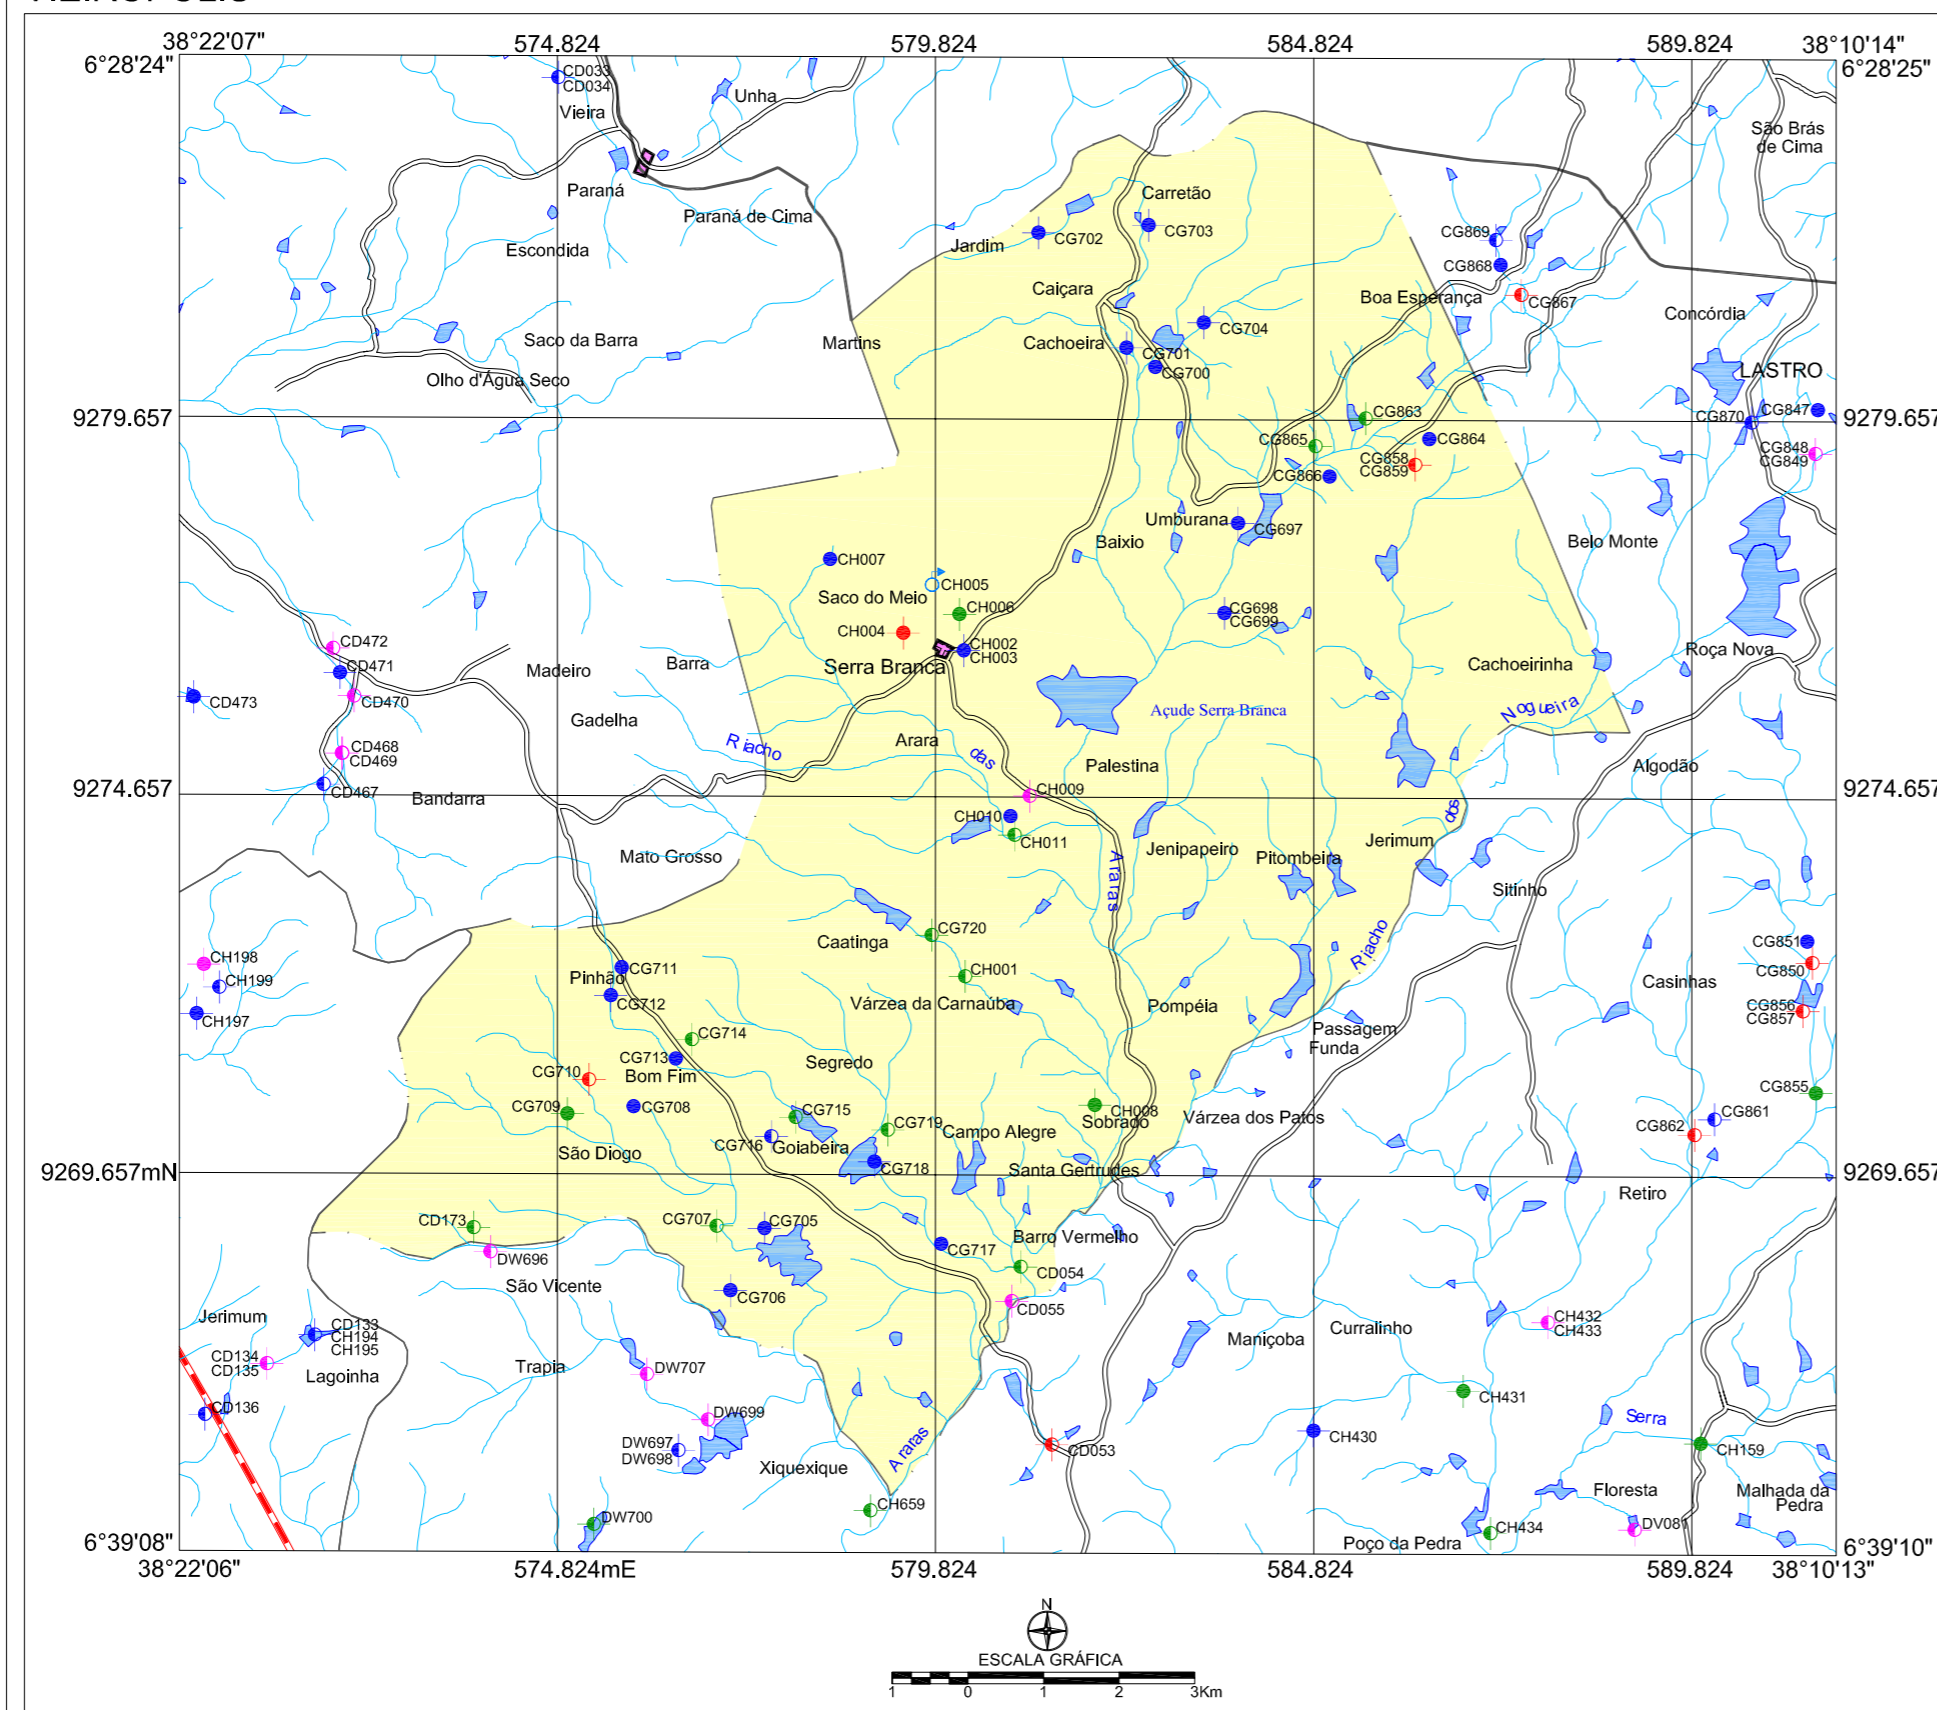 38°22'07"
574.824
579.824
584.824
589.824
38°10'14"
6°28'24"
6°28'25"
CD033
CD034
Vieira
Unha
São Brás
de Cima
Paraná
Paraná de Cima
Carretão
Escondida
Jardim
CG702
CG703
CG869
CG868
Caiçara
Boa Esperança
CG867
Concórdia
Saco da Barra
Martins
Cachoeira
CG704
CG701
CG700
Olho d'Água Seco
LASTRO
9279.657
CG863
CG870
CG847
9279.657
CG865
CG864
CG848
CG849
CG858
CG859
CG866
Umburana
CG697
Baixio
Belo Monte
CH007
CH005
Saco do Meio
CH006
CG698
CG699
CH004
CH002
CH003
CD472
CD471
Madeiro
Barra
Serra Branca
Cachoeirinha
Roça Nova
CD473
CD470
Gadelha
Açude Serra Branca
Nogueira
Riacho
Arara
das
CD468
CD469
Palestina
Algodão
9274.657
CD467
Bandarra
CH009
9274.657
CH010
dos
CH011
Mato Grosso
Araras
Jenipapeiro
Pitombeira
Jerimum
Sitinho
Caatinga
CG720
Riacho
CG851
CH198
CG711
Pinhão
CH001
CG850
CH199
CG712
Várzea da Carnaúba
Pompéia
Casinhas
CH197
CG856
CG857
CG714
Passagem
Funda
CG713
Segredo
CG710
Bom Fim
CG855
CG709
CG708
CG715
CH008
Sobrado
Várzea dos Patos
CG861
CG719
Campo Alegre
CG862
CG716
Goiabeira
São Diogo
CG718
Santa Gertrudes
9269.657mN
9269.657
Retiro
CD173
CG707
CG705
Barro Vermelho
CG717
DW696
CD054
São Vicente
CG706
CD055
Jerimum
CD133
CH194
CH195
CH432
CH433
Maniçoba
Curralinho
CD134
CD135
Lagoinha
Trapia
DW707
CH431
CD136
DW699
Serra
DW697
DW698
Araras
CH430
CD053
CH159
Xiquexique
Floresta
Malhada da
Pedra
CH659
DW700
CH434
DV081
Poço da Pedra
6°39'08"
6°39'10"
38°22'06"
574.824mE
579.824
584.824
589.824
38°10'13"
N
ESCALA GRÁFICA
1
0
1
2
3Km